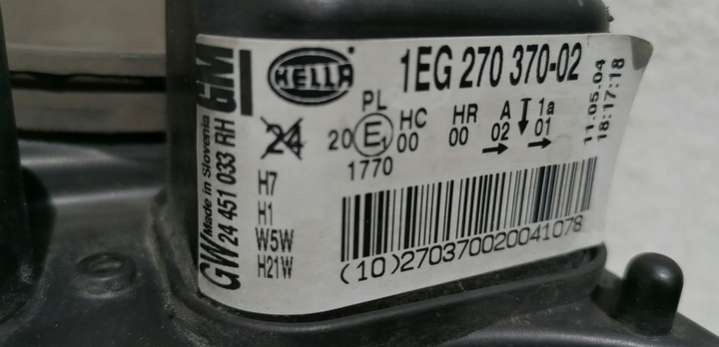 GM
GW
Made in Slovenia
24 451 033 RH
HELLA
1EG 270 370-02
24
PL
20 E1 HC HR A 1a
00 00 02 01
1770
11.05.04
18:17:18
H7
H1
W5W
H21W
(10)270370020041078